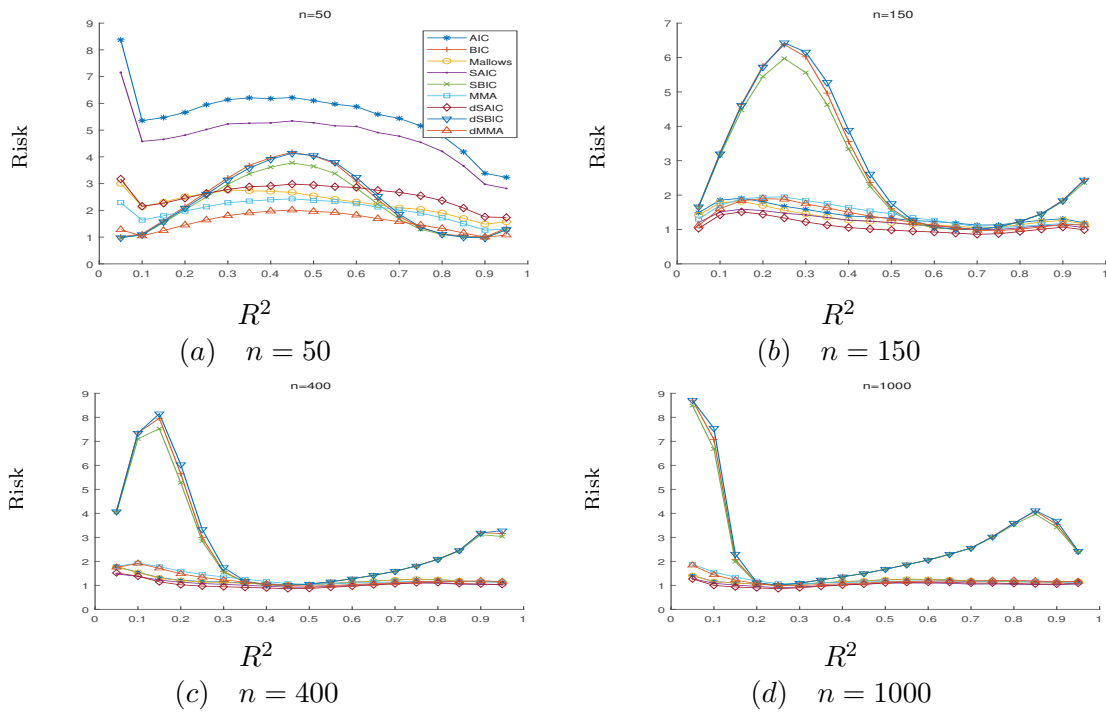 n=50
9
8
7
6
5
4
3
2
1
0
Risk
0 0.1 0.2 0.3 0.4 0.5 0.6 0.7 0.8 0.9 1
AIC
BIC
Mallows
SAIC
SBIC
MMA
dSAIC
dSBIC
dMMA
R²
(a) n = 50
n=150
7
6
5
4
3
2
1
0
Risk
0 0.1 0.2 0.3 0.4 0.5 0.6 0.7 0.8 0.9 1
R²
(b) n = 150
n=400
9
8
7
6
5
4
3
2
1
0
Risk
0 0.1 0.2 0.3 0.4 0.5 0.6 0.7 0.8 0.9 1
R²
(c) n = 400
n=1000
9
8
7
6
5
4
3
2
1
0
Risk
0 0.1 0.2 0.3 0.4 0.5 0.6 0.7 0.8 0.9 1
R²
(d) n = 1000